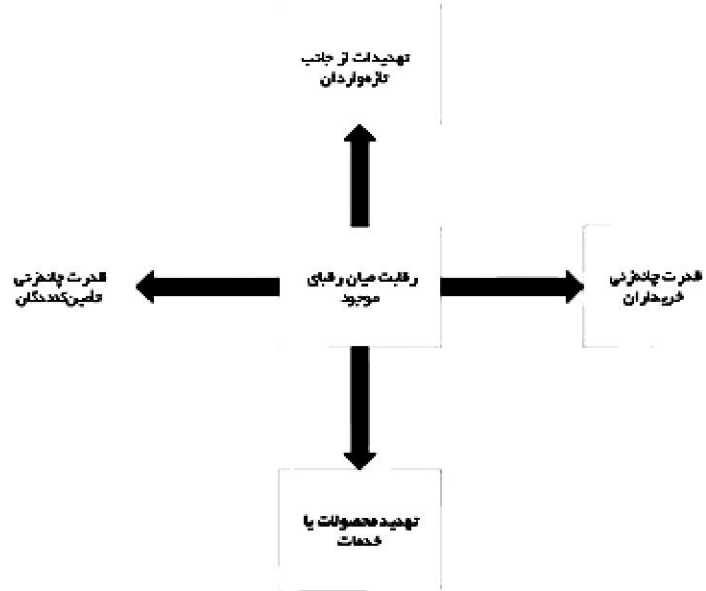 تهدیدات از جانب
تازه‌واردان
رقابت میان رقبای
موجود
قدرت چانه‌زنی
خریداران
قدرت چانه‌زنی
تأمین‌کنندگان
تهدید محصولات یا
خدمات